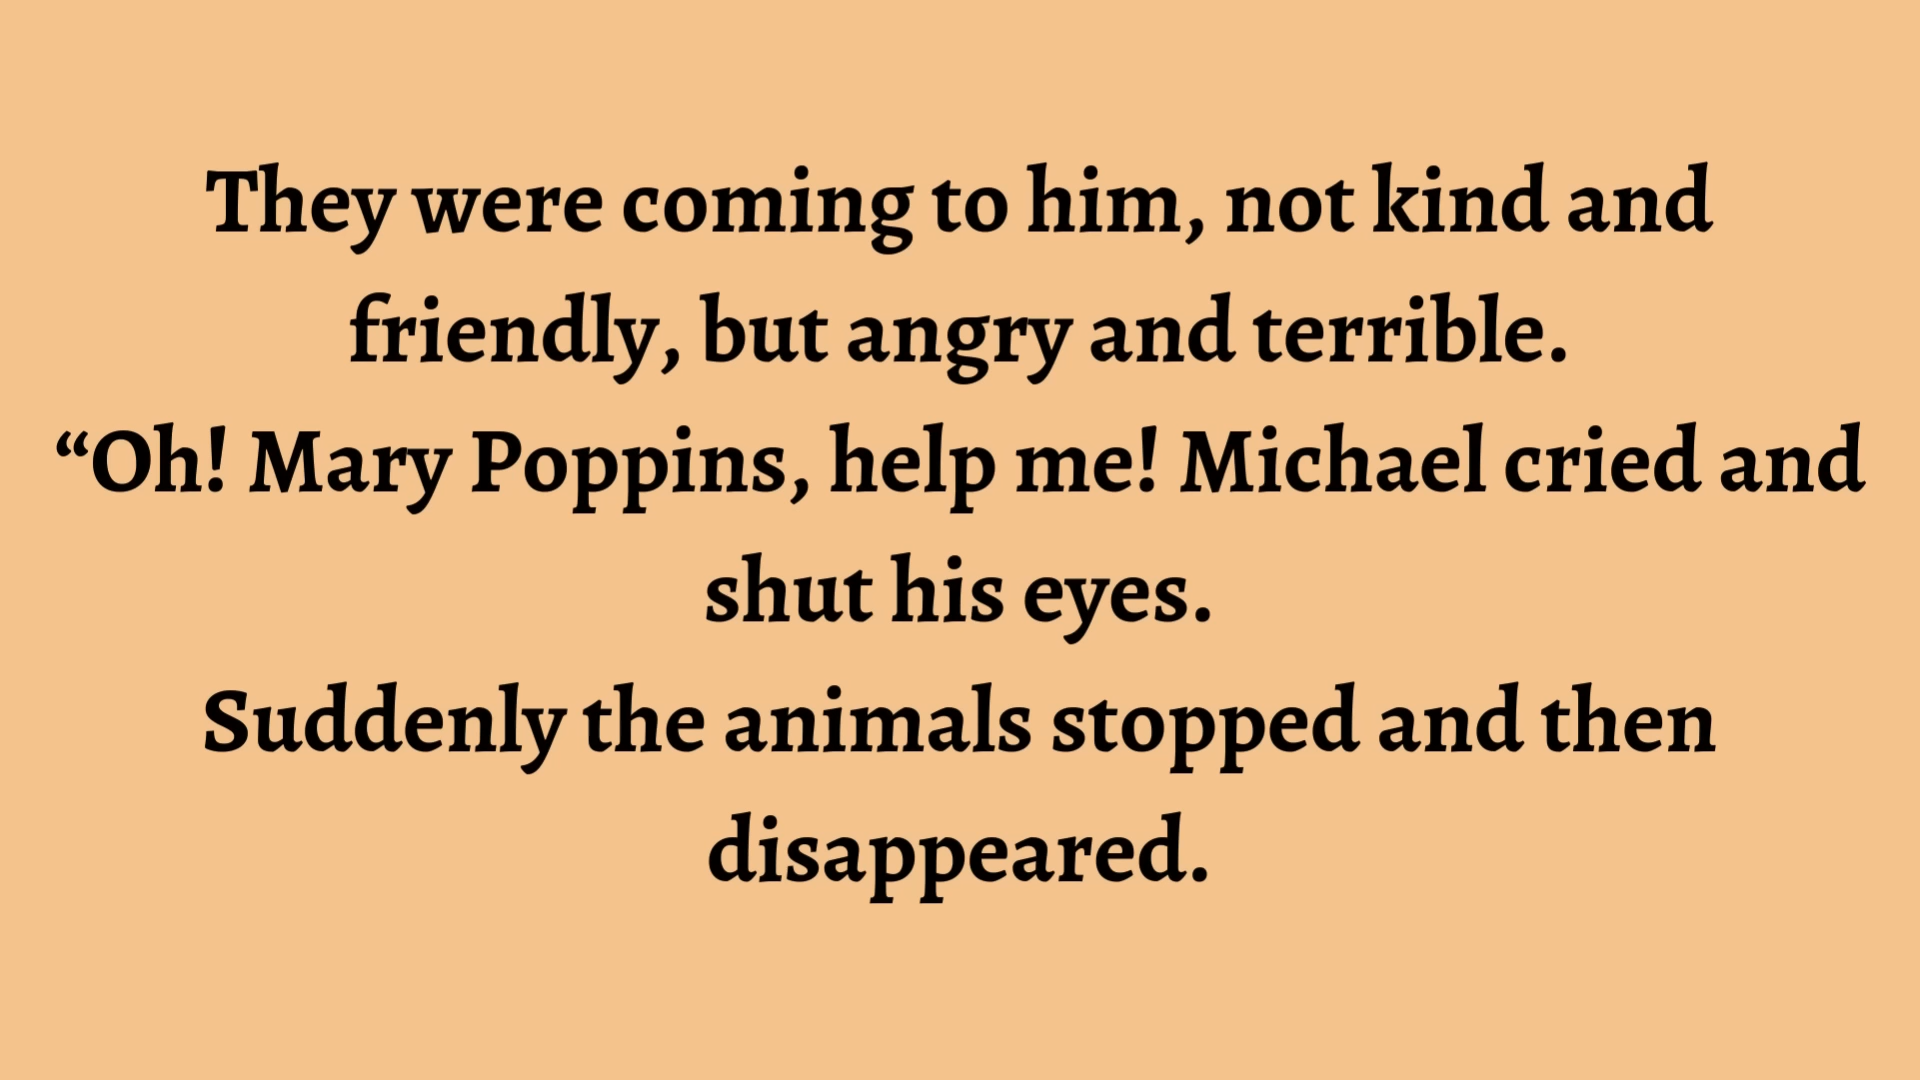 They were coming to him, not kind and
friendly, but angry and terrible.
“Oh! Mary Poppins, help me! Michael cried and
shut his eyes.
Suddenly the animals stopped and then
disappeared.